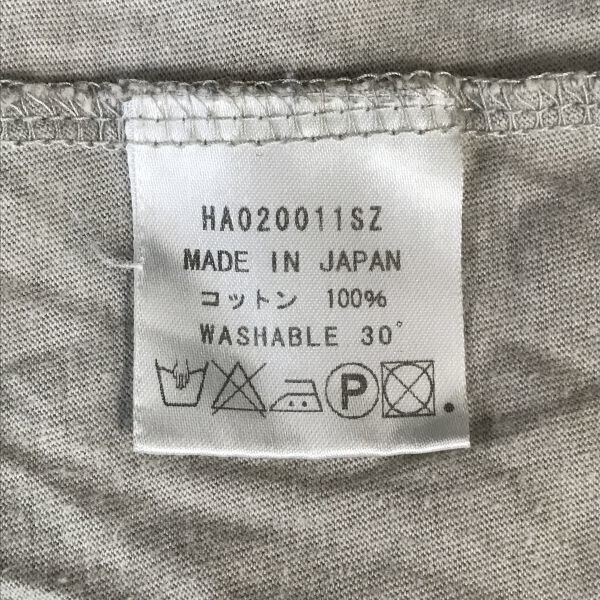 HA020011SZ
MADE IN JAPAN
コットン 100%
WASHABLE 30°
P